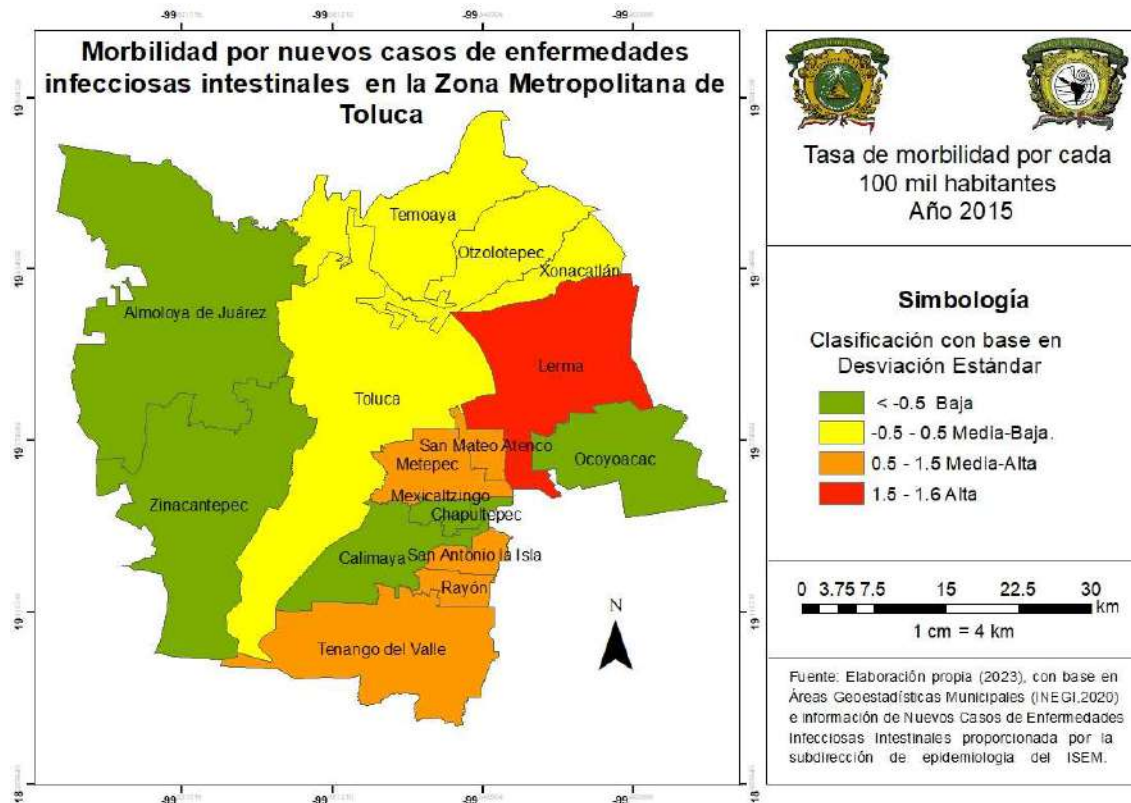 Morbilidad por nuevos casos de enfermedades
infecciosas intestinales en la Zona Metropolitana de
Toluca
Temoaya
Otzolotepec
Xonacatlán
Almoloya de Juárez
Lerma
Toluca
San Mateo Atenco
Metepec
Ocoyoacac
Zinacantepec
Mexicaltzingo
Chapultepec
Calimaya
San Antonio la Isla
Rayón
Tenango del Valle
N
Tasa de morbilidad por cada
100 mil habitantes
Año 2015
Simbología
Clasificación con base en
Desviación Estándar
< -0.5 Baja
-0.5 - 0.5 Media-Baja.
0.5 - 1.5 Media-Alta
1.5 - 1.6 Alta
0 3.75 7.5 15 22.5 30
km
1 cm = 4 km
Fuente: Elaboración propia (2023), con base en
Áreas Geoestadísticas Municipales (INEGI,2020)
e información de Nuevos Casos de Enfermedades
Infecciosas Intestinales proporcionada por la
subdirección de epidemiología del ISEM.